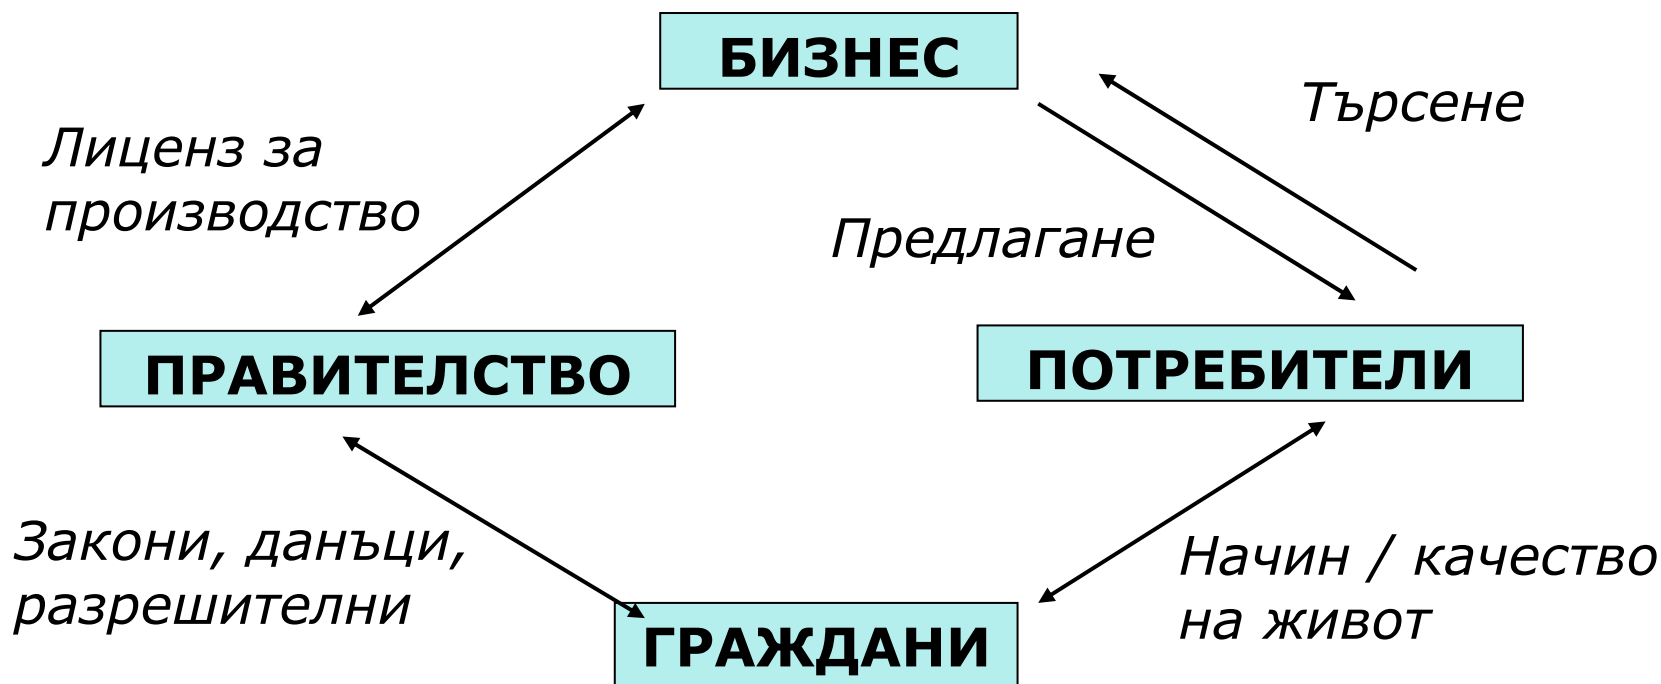 БИЗНЕС
Търсене
Лиценз за
производство
Предлагане
ПРАВИТЕЛСТВО
ПОТРЕБИТЕЛИ
Закони, данъци,
разрешителни
Начин / качество
на живот
ГРАЖДАНИ